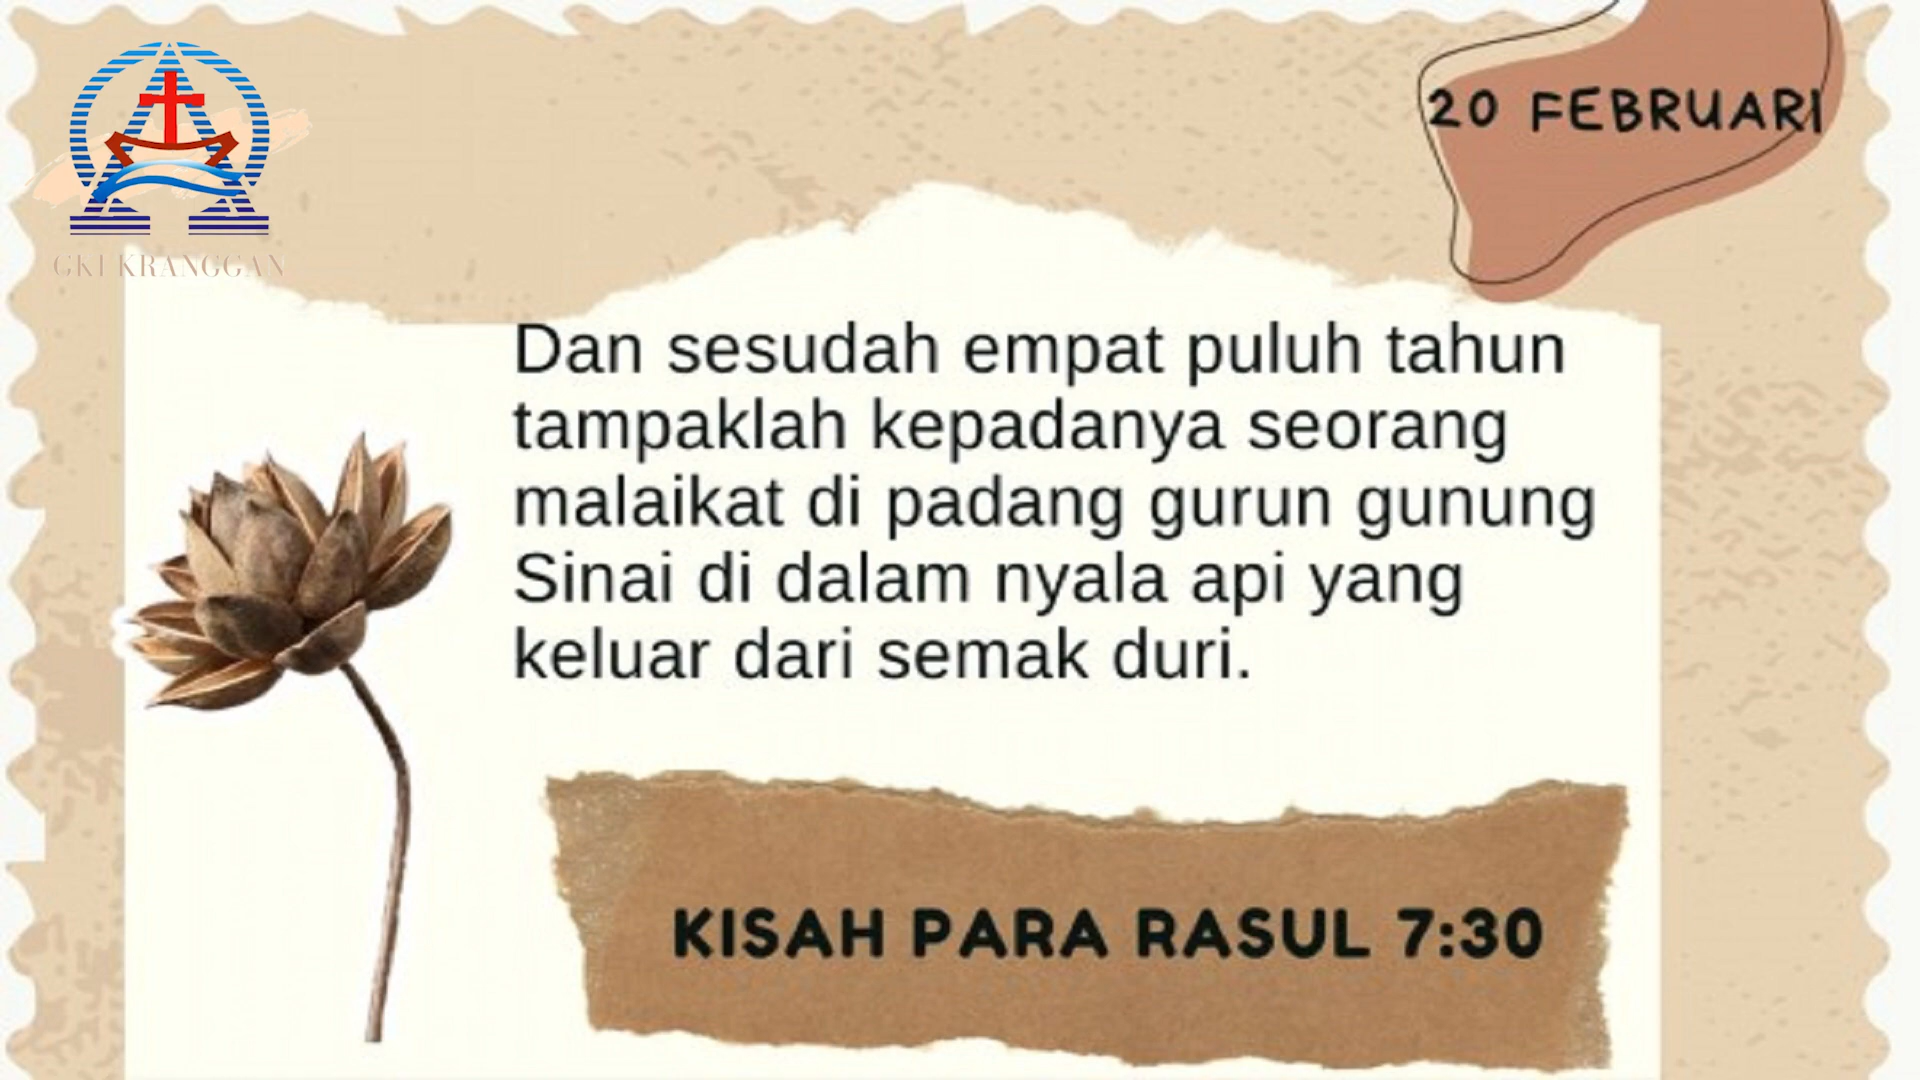 GKI KRANGGAN
20 FEBRUARI
Dan sesudah empat puluh tahun
tampaklah kepadanya seorang
malaikat di padang gurun gunung
Sinai di dalam nyala api yang
keluar dari semak duri.
KISAH PARA RASUL 7:30